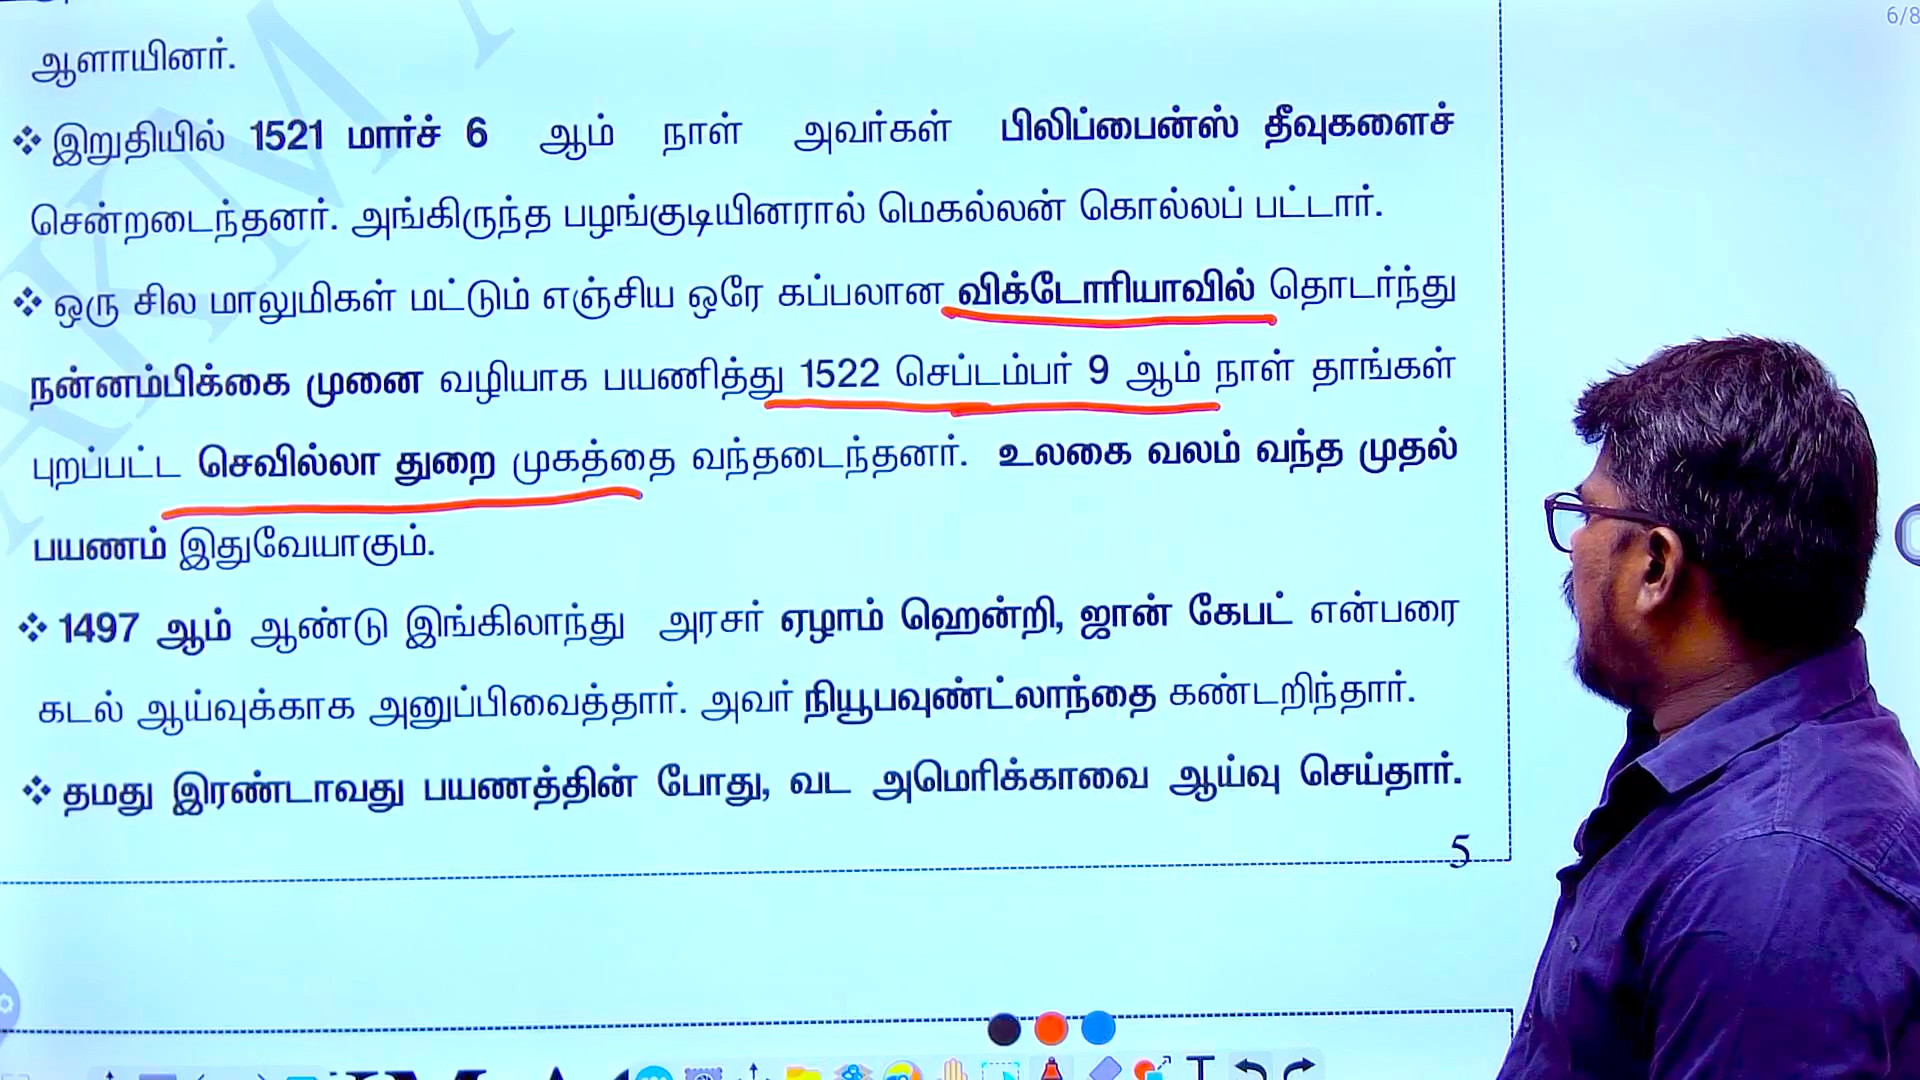 6/8
ஆளாயினர்.
❖ இறுதியில் 1521 மார்ச் 6 ஆம் நாள் அவர்கள் பிலிப்பைன்ஸ் தீவுகளைச்
சென்றடைந்தனர். அங்கிருந்த பழங்குடியினரால் மெகல்லன் கொல்லப் பட்டார்.
❖ ஒரு சில மாலுமிகள் மட்டும் எஞ்சிய ஒரே கப்பலான விக்டோரியாவில் தொடர்ந்து
நன்னம்பிக்கை முனை வழியாக பயணித்து 1522 செப்டம்பர் 9 ஆம் நாள் தாங்கள்
புறப்பட்ட செவில்லா துறை முகத்தை வந்தடைந்தனர். உலகை வலம் வந்த முதல்
பயணம் இதுவேயாகும்.
❖ 1497 ஆம் ஆண்டு இங்கிலாந்து அரசர் ஏழாம் ஹென்றி, ஜான் கேபட் என்பரை
கடல் ஆய்வுக்காக அனுப்பிவைத்தார். அவர் நியூபவுண்ட்லாந்தை கண்டறிந்தார்.
❖ தமது இரண்டாவது பயணத்தின் போது, வட அமெரிக்காவை ஆய்வு செய்தார்.
5